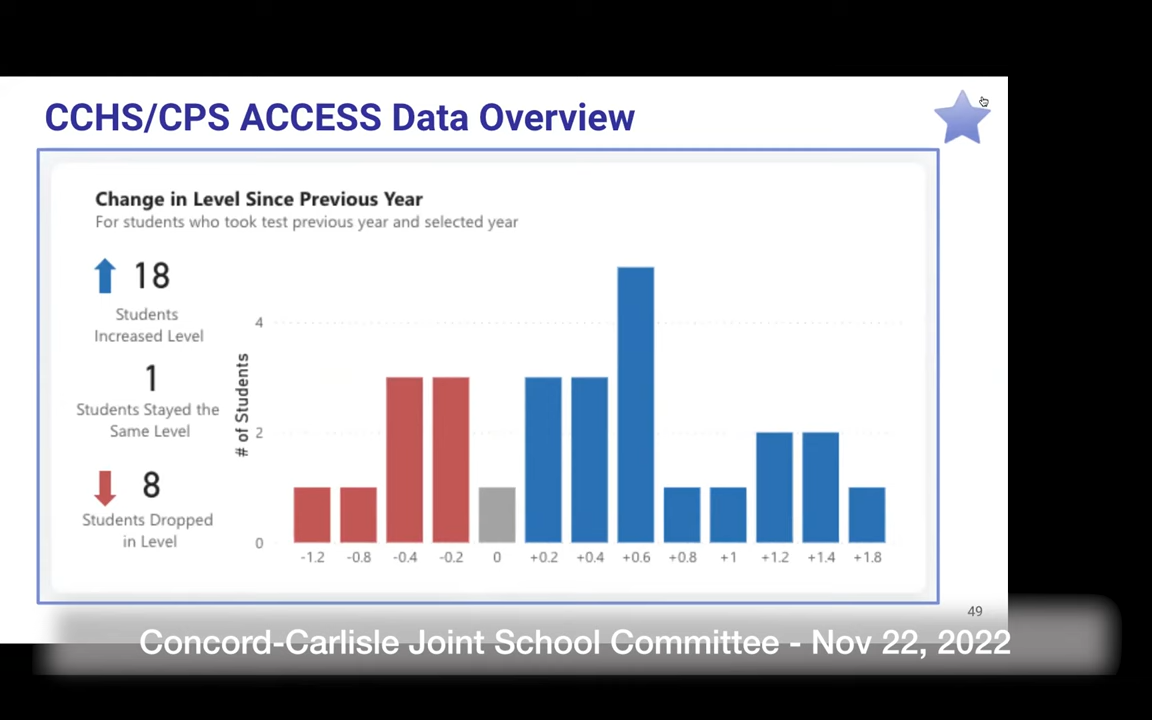 CCHS/CPS ACCESS Data Overview
Change in Level Since Previous Year
For students who took test previous year and selected year
18
Students
Increased Level
1
Students Stayed the
Same Level
8
Students Dropped
in Level
# of Students
4
2
0
-1.2 -0.8 -0.4 -0.2 0 +0.2 +0.4 +0.6 +0.8 +1 +1.2 +1.4 +1.8
49
Concord-Carlisle Joint School Committee - Nov 22, 2022